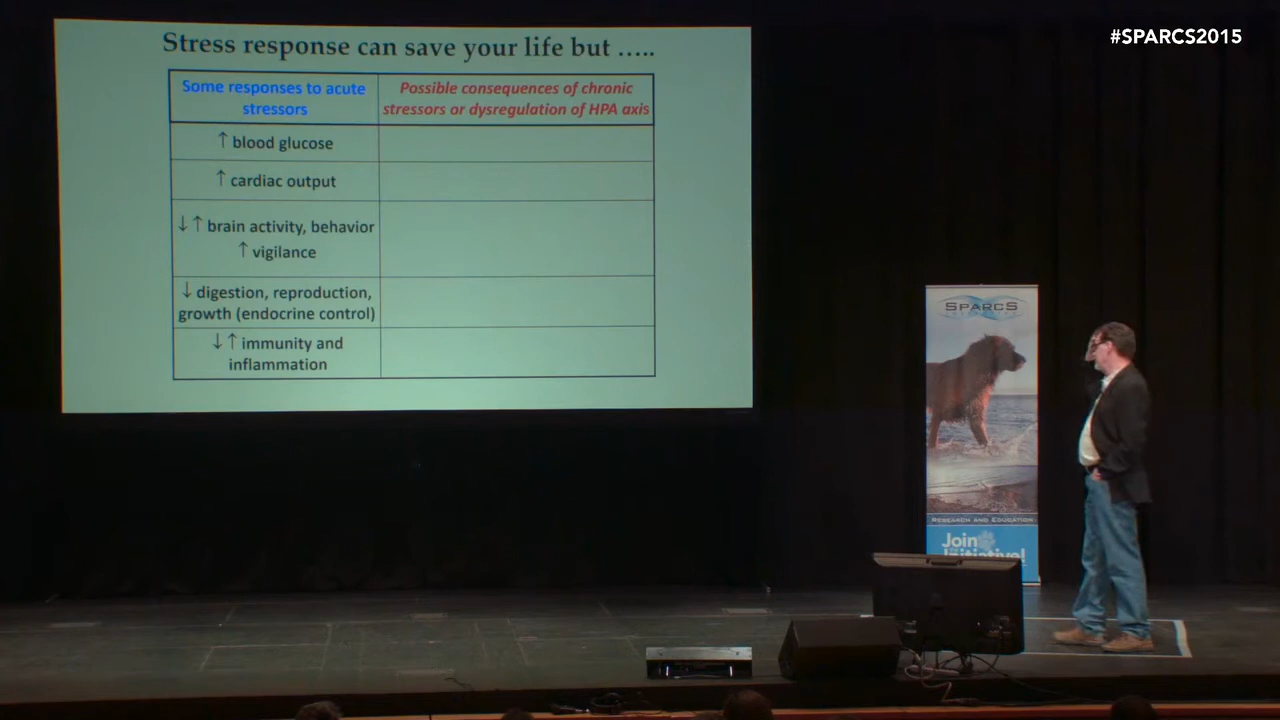 #SPARCS2015
Stress response can save your life but …..
Some responses to acute
stressors
Possible consequences of chronic
stressors or dysregulation of HPA axis
↑ blood glucose
↑ cardiac output
↓ ↑ brain activity, behavior
↑ vigilance
↓ digestion, reproduction,
growth (endocrine control)
↓ ↑ immunity and
inflammation
SPARCS
RESEARCH AND EDUCATION
Join
Initiative!